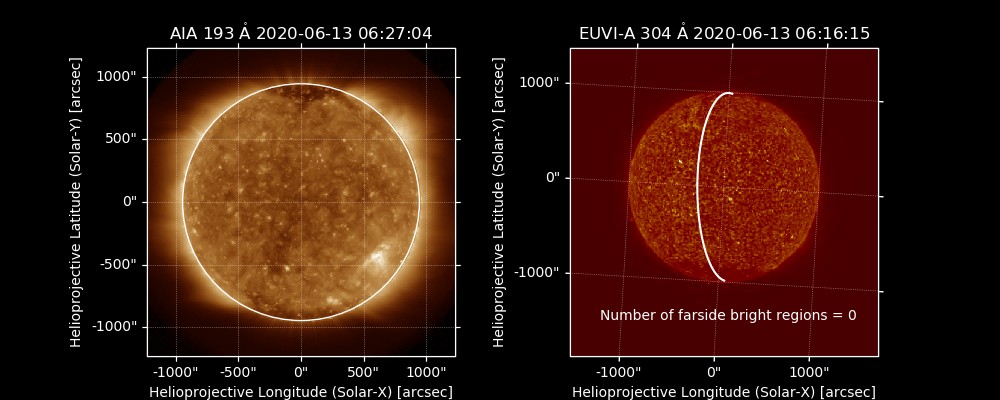 AIA 193 Å 2020-06-13 06:27:04
Helioprojective Latitude (Solar-Y) [arcsec]
1000"
500"
0"
-500"
-1000"
-1000" -500" 0" 500" 1000"
Helioprojective Longitude (Solar-X) [arcsec]
EUVI-A 304 Å 2020-06-13 06:16:15
Helioprojective Latitude (Solar-Y) [arcsec]
1000"
0"
-1000"
Number of farside bright regions = 0
-1000" 0" 1000"
Helioprojective Longitude (Solar-X) [arcsec]